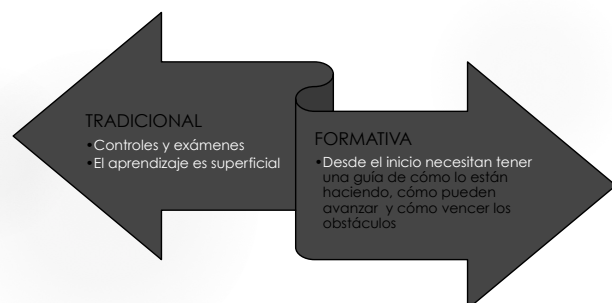 TRADICIONAL
•Controles y exámenes
•El aprendizaje es superficial
FORMATIVA
•Desde el inicio necesitan tener
una guía de cómo lo están
haciendo, cómo pueden
avanzar y cómo vencer los
obstáculos